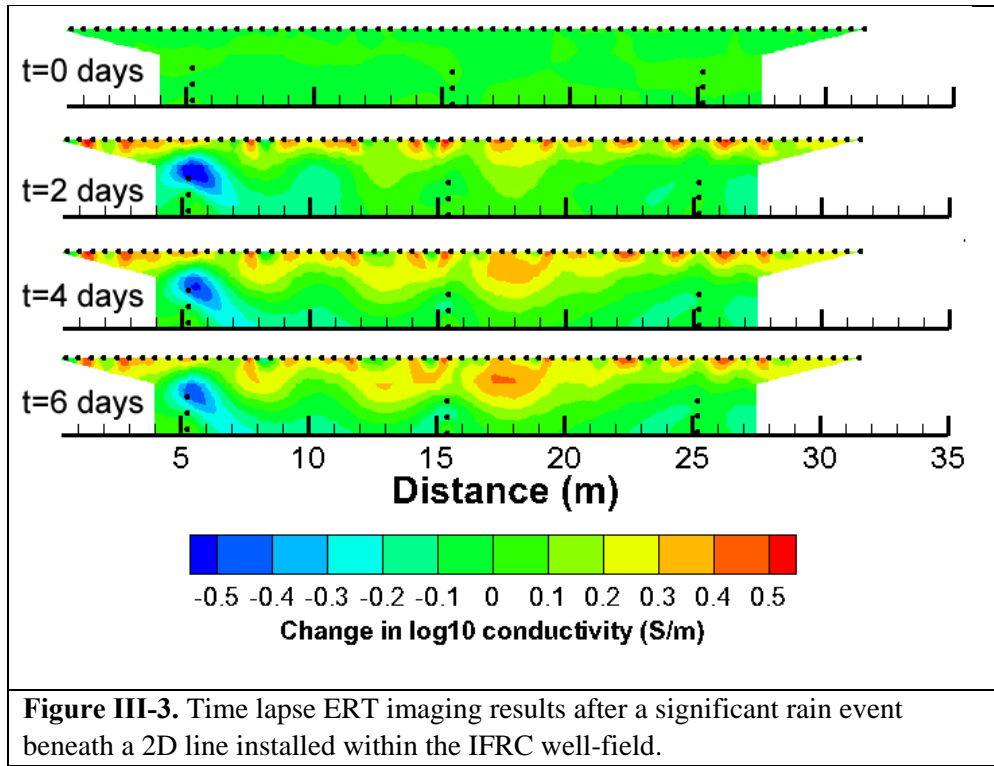 t=0 days
t=2 days
t=4 days
t=6 days
5 10 15 20 25 30 35
Distance (m)
-0.5 -0.4 -0.3 -0.2 -0.1 0 0.1 0.2 0.3 0.4 0.5
Change in log10 conductivity (S/m)
Figure III-3. Time lapse ERT imaging results after a significant rain event
beneath a 2D line installed within the IFRC well-field.